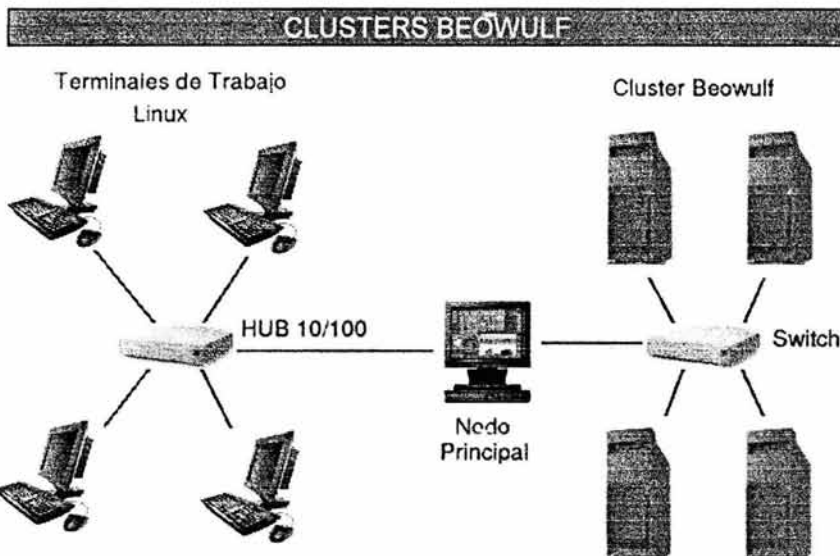 CLUSTERS BEOWULF
Terminales de Trabajo
Linux
Cluster Beowulf
HUB 10/100
Switch
Nodo
Principal